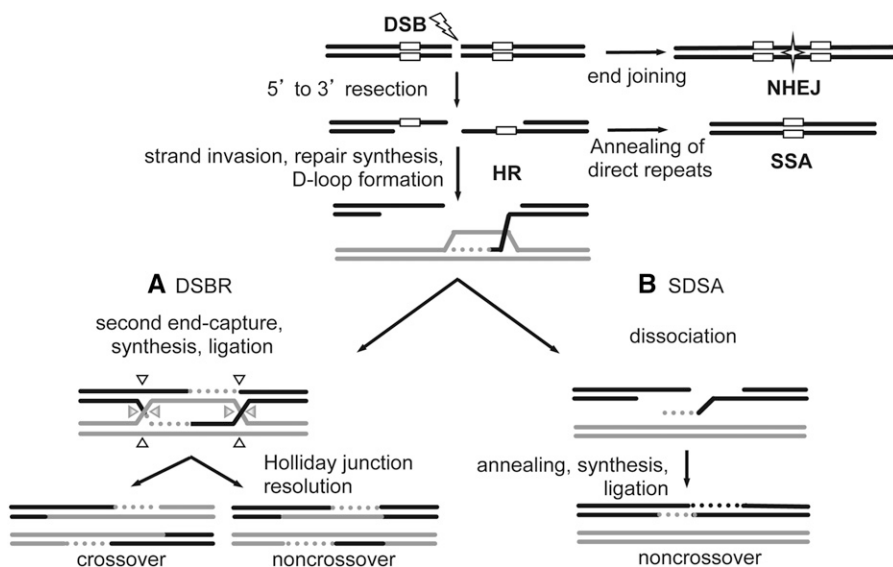 DSB
end joining
NHEJ
5' to 3' resection
strand invasion, repair synthesis,
D-loop formation
HR
Annealing of
direct repeats
SSA
A DSBR
B SDSA
second end-capture,
synthesis, ligation
dissociation
Holliday junction
resolution
annealing, synthesis,
ligation
crossover
noncrossover
noncrossover